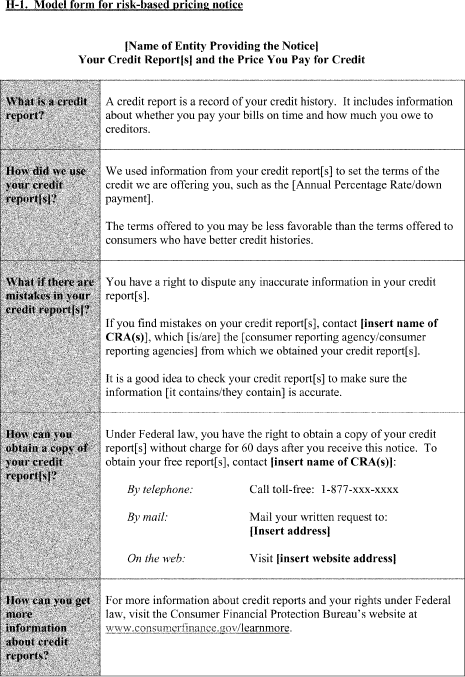 H-1. Model form for risk-based pricing notice
[Name of Entity Providing the Notice]
Your Credit Report[s] and the Price You Pay for Credit
What is a credit
report?
A credit report is a record of your credit history. It includes information
about whether you pay your bills on time and how much you owe to
creditors.
How did we use
your credit
report[s]?
We used information from your credit report[s] to set the terms of the
credit we are offering you, such as the [Annual Percentage Rate/down
payment].
The terms offered to you may be less favorable than the terms offered to
consumers who have better credit histories.
What if there are
mistakes in your
credit report[s]?
You have a right to dispute any inaccurate information in your credit
report[s].
If you find mistakes on your credit report[s], contact [insert name of
CRA(s)], which [is/are] the [consumer reporting agency/consumer
reporting agencies] from which we obtained your credit report[s].
It is a good idea to check your credit report[s] to make sure the
information [it contains/they contain] is accurate.
How can you
obtain a copy of
your credit
report[s]?
Under Federal law, you have the right to obtain a copy of your credit
report[s] without charge for 60 days after you receive this notice. To
obtain your free report[s], contact [insert name of CRA(s)]:
By telephone: Call toll-free: 1-877-xxx-xxxx
By mail: Mail your written request to:
[Insert address]
On the web: Visit [insert website address]
How can you get
more
information
about credit
reports?
For more information about credit reports and your rights under Federal
law, visit the Consumer Financial Protection Bureau's website at
www.consumerfinance.gov/learnmore.